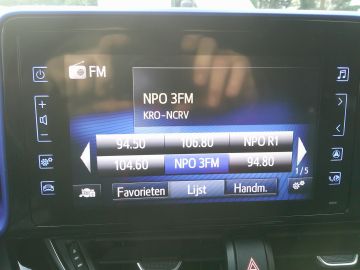 FM
NPO 3FM
KRO-NCRV
94.50 106.80 NPO R1
104.60 NPO 3FM 94.80
1/5
Favorieten Lijst Handm.